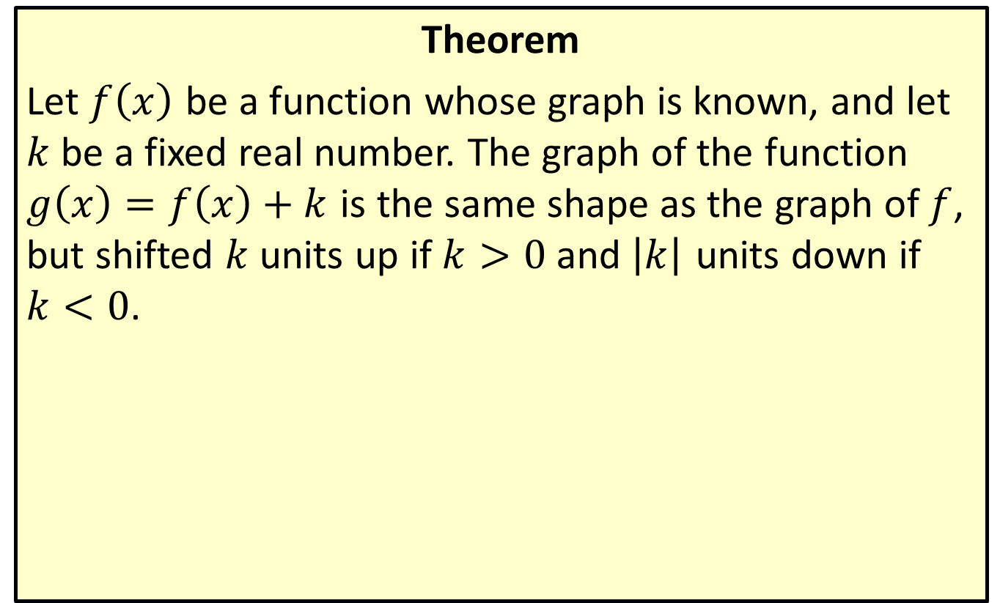 Theorem
Let f(x) be a function whose graph is known, and let
k be a fixed real number. The graph of the function
g(x) = f(x) + k is the same shape as the graph of f,
but shifted k units up if k > 0 and |k| units down if
k < 0.